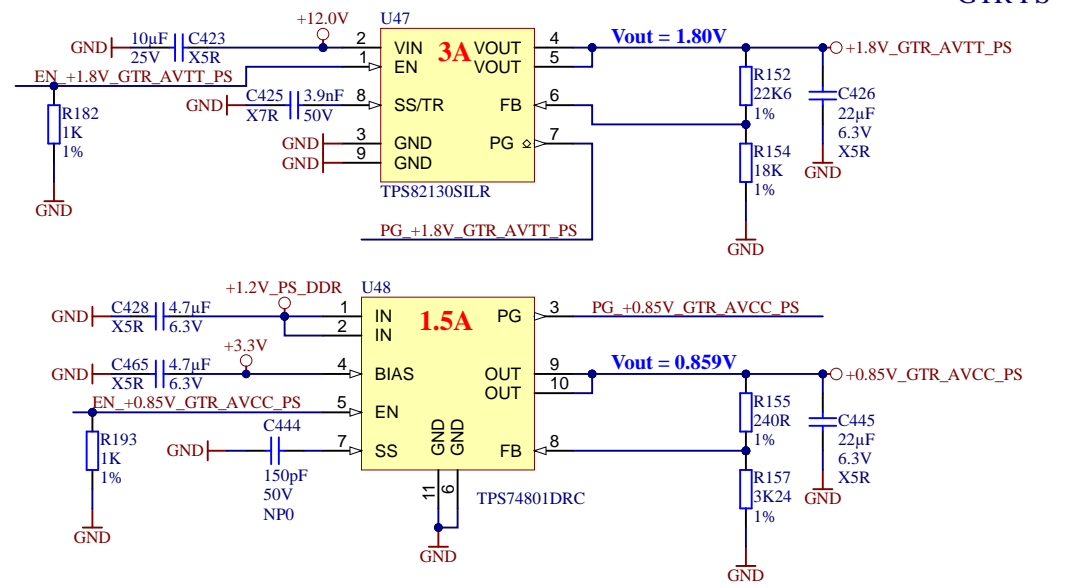 +12.0V
U47
10µF
C423
25V
X5R
GND
2
VIN
VOUT
4
Vout = 1.80V
+1.8V_GTR_AVTT_PS
1
EN
VOUT
5
3A
EN_+1.8V_GTR_AVTT_PS
R182
1K
1%
GND
GND
C425
3.9nF
X7R
50V
8
SS/TR
FB
6
R152
22K6
1%
C426
22µF
6.3V
X5R
GND
GND
3
GND
PG
7
GND
9
GND
R154
18K
1%
GND
TPS82130SILR
PG_+1.8V_GTR_AVTT_PS
+1.2V_PS_DDR
U48
GND
C428
4.7µF
X5R
6.3V
1
IN
2
IN
1.5A
PG
3
PG_+0.85V_GTR_AVCC_PS
+3.3V
GND
C465
4.7µF
X5R
6.3V
4
BIAS
OUT
9
OUT
10
Vout = 0.859V
+0.85V_GTR_AVCC_PS
EN_+0.85V_GTR_AVCC_PS
5
EN
R193
1K
1%
GND
C444
GND
150pF
50V
NP0
7
SS
GND
GND
FB
8
11
6
GND
TPS74801DRC
R155
240R
1%
C445
22µF
6.3V
X5R
GND
R157
3K24
1%
GND